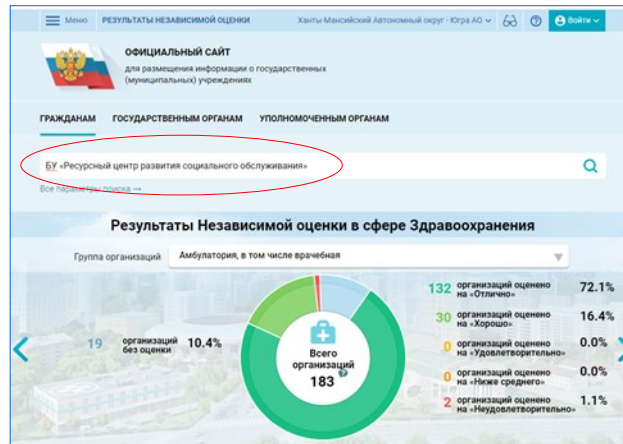 Меню РЕЗУЛЬТАТЫ НЕЗАВИСИМОЙ ОЦЕНКИ Ханты-Мансийский Автономный округ - Югра АО Войти
ОФИЦИАЛЬНЫЙ САЙТ
для размещения информации о государственных
(муниципальных) учреждениях
ГРАЖДАНАМ ГОСУДАРСТВЕННЫМ ОРГАНАМ УПОЛНОМОЧЕННЫМ ОРГАНАМ
БУ «Ресурсный центр развития социального обслуживания»
Все параметры поиска →
Результаты Независимой оценки в сфере Здравоохранения
Группа организаций Амбулатория, в том числе врачебная
19 организаций без оценки 10.4%
Всего
организаций
183
132 организаций оценено на «Отлично» 72.1%
30 организаций оценено на «Хорошо» 16.4%
0 организаций оценено на «Удовлетворительно» 0.0%
0 организаций оценено на «Ниже среднего» 0.0%
2 организаций оценено на «Неудовлетворительно» 1.1%